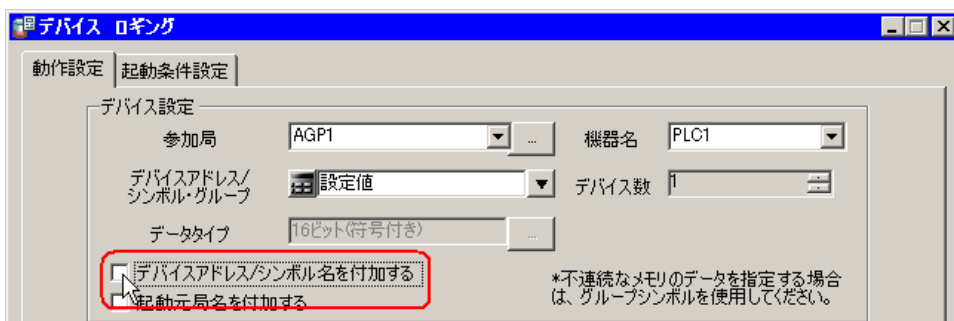 デバイス ロギング
動作設定 起動条件設定
デバイス設定
参加局 AGP1 ... 機器名 PLC1
デバイスアドレス/
シンボル・グループ 設定値 デバイス数 1
データタイプ 16ビット(符号付き) ...
デバイスアドレス/シンボル名を付加する
起動元局名を付加する
*不連続なメモリのデータを指定する場合
は、グループシンボルを使用してください。